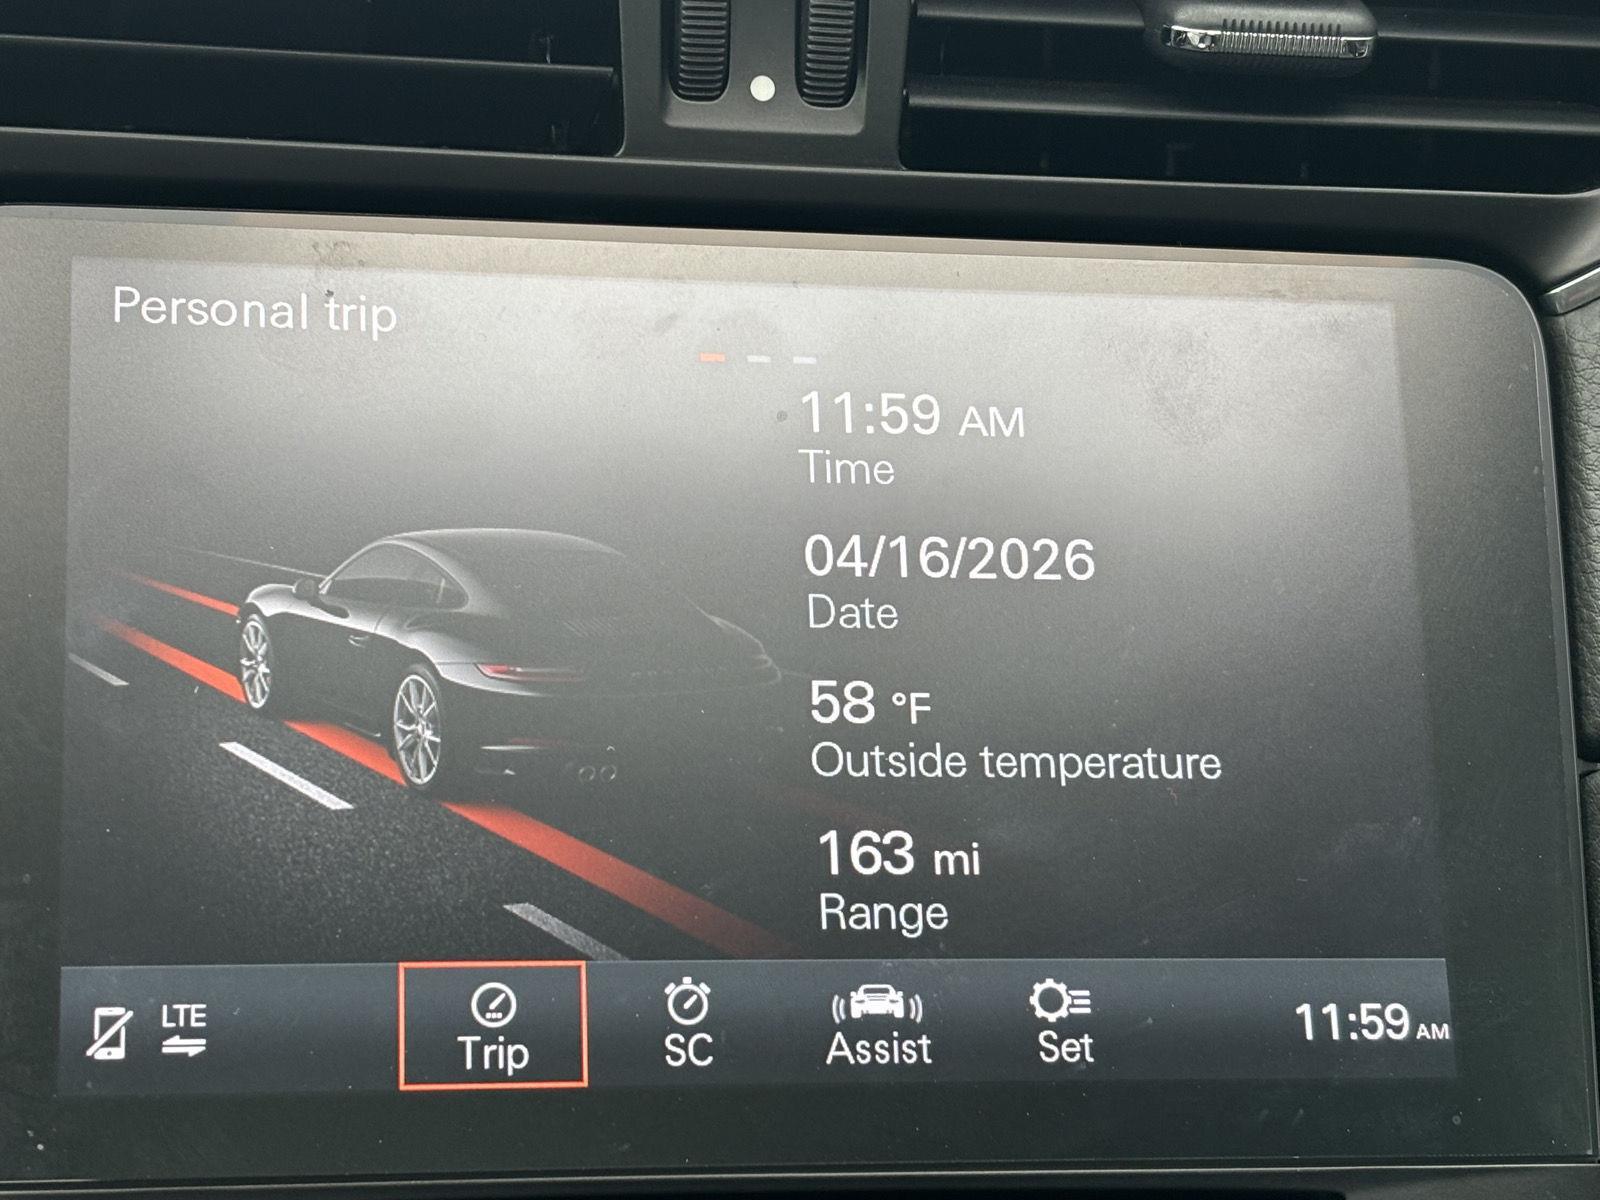 Personal trip
11:59 AM
Time
04/16/2026
Date
58 °F
Outside temperature
163 mi
Range
LTE
Trip
SC
Assist
Set
11:59 AM